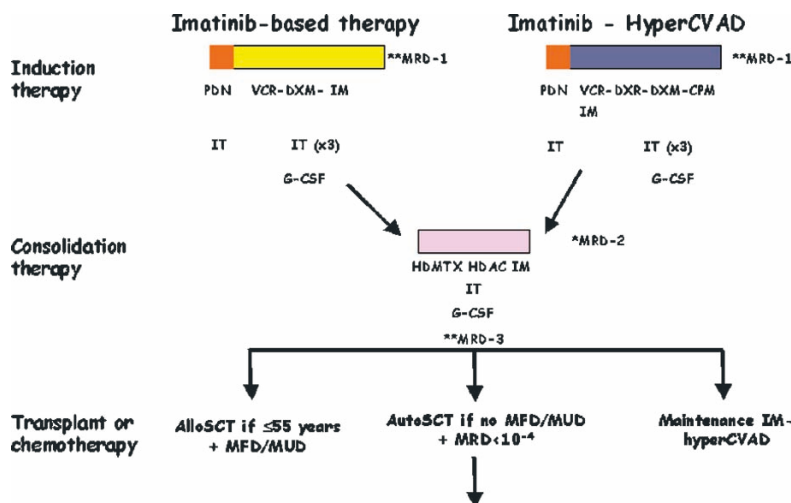 Imatinib-based therapy Imatinib - HyperCVAD
Induction therapy
**MRD-1 **MRD-1
PDN VCR-DXM- IM PDN VCR-DXR-DXM-CPM
IM
IT IT (x3) IT IT (x3)
G-CSF G-CSF
Consolidation therapy
*MRD-2
HDMTX HDAC IM
IT
G-CSF
**MRD-3
Transplant or chemotherapy
AlloSCT if ≤55 years
+ MFD/MUD
AutoSCT if no MFD/MUD
+ MRD<10⁻⁴
Maintenance IM-
hyperCVAD